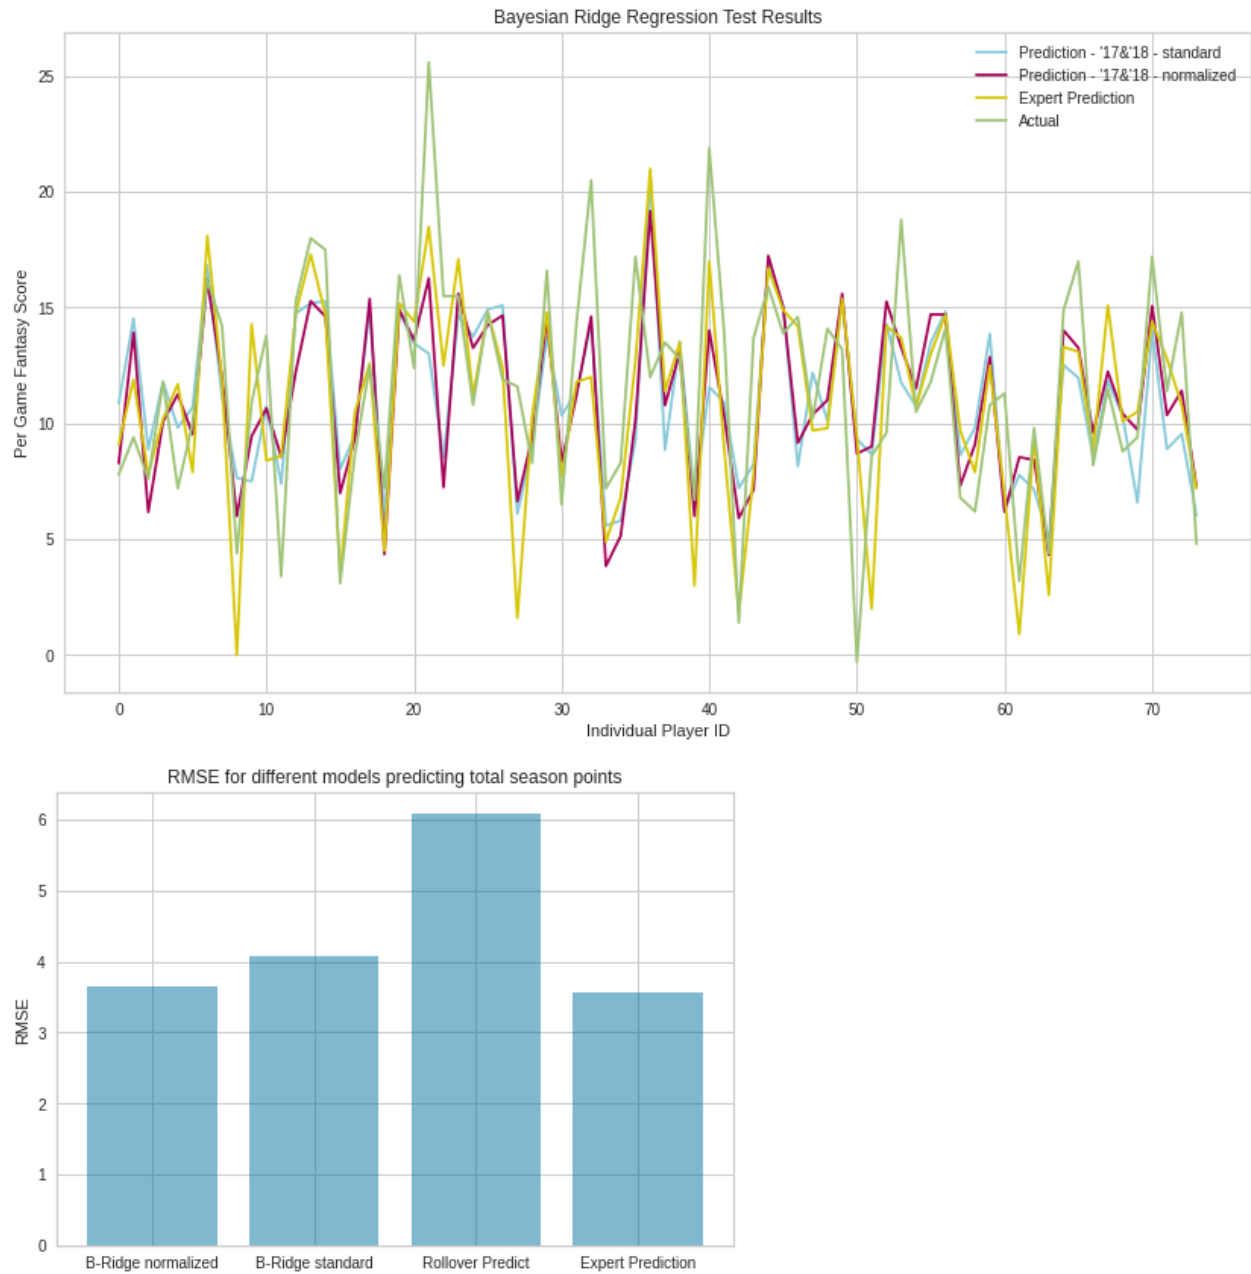 Bayesian Ridge Regression Test Results
Prediction - '17&'18 - standard
Prediction - '17&'18 - normalized
Expert Prediction
Actual
25
20
15
10
5
0
Per Game Fantasy Score
0 10 20 30 40 50 60 70
Individual Player ID
RMSE for different models predicting total season points
6
5
4
3
2
1
0
RMSE
B-Ridge normalized B-Ridge standard Rollover Predict Expert Prediction